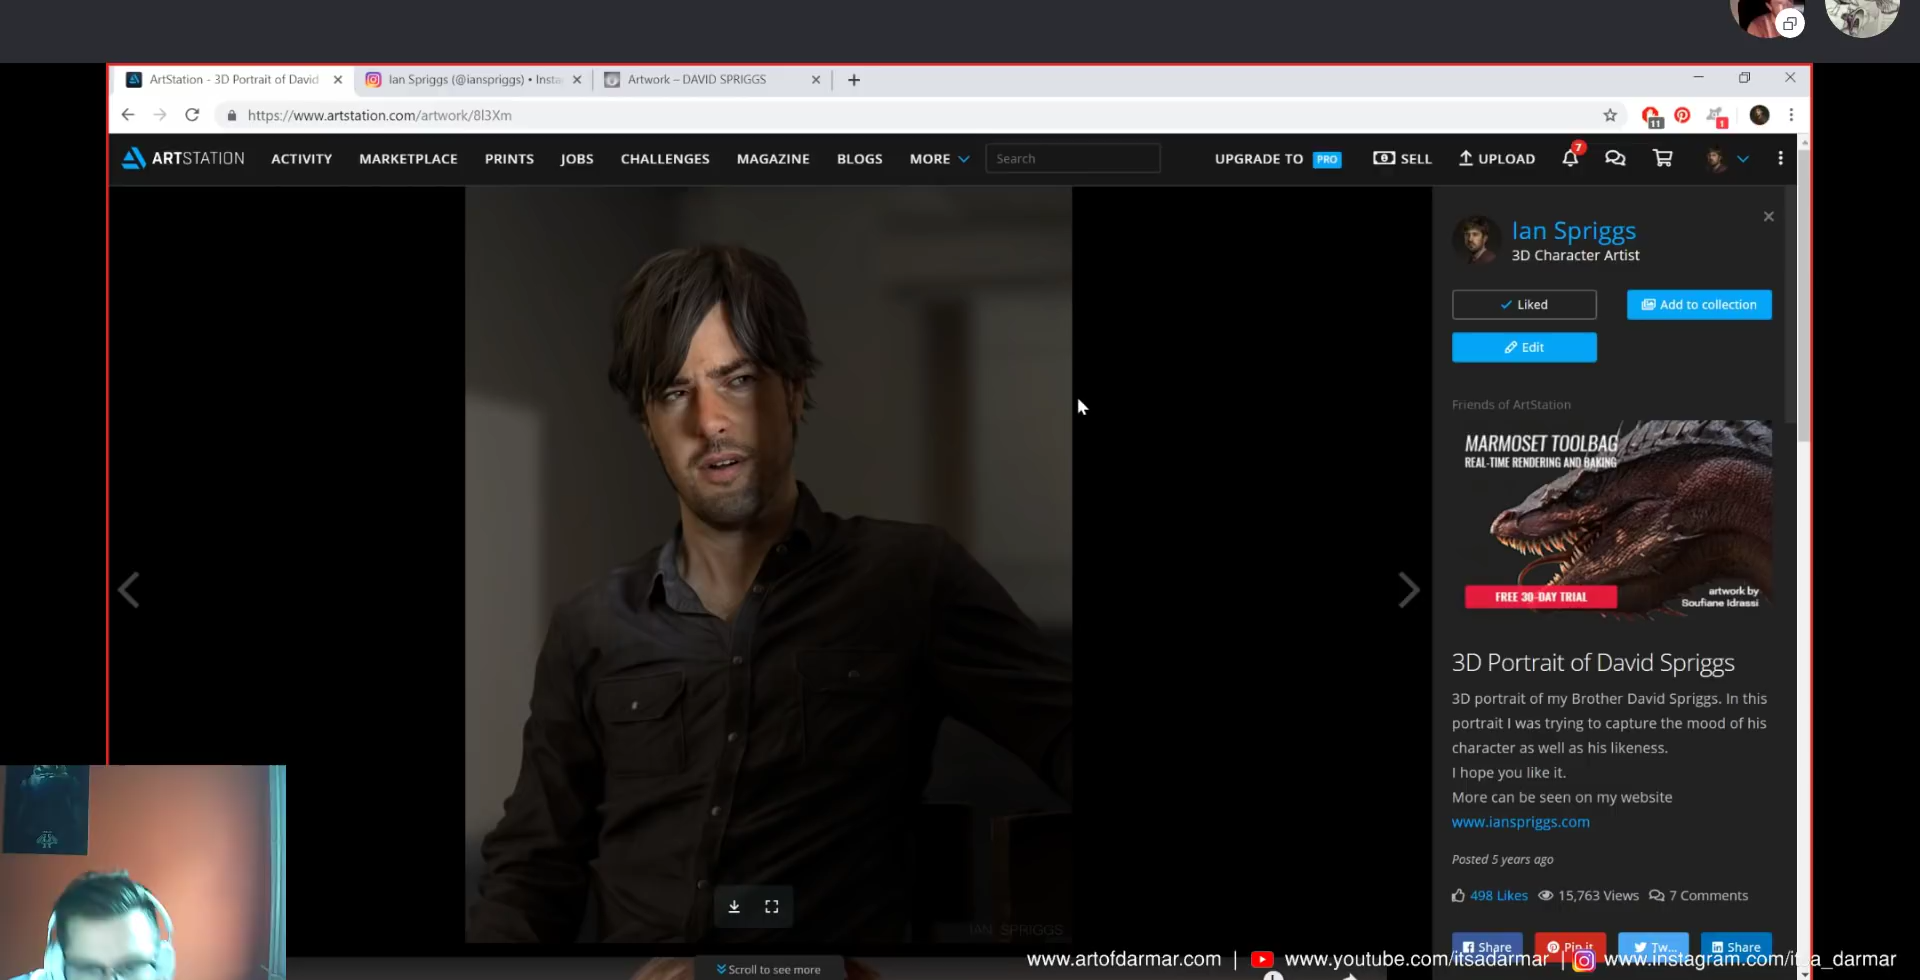 ArtStation - 3D Portrait of David
Ian Spriggs (@ianspriggs) • Insta
Artwork – DAVID SPRIGGS
https://www.artstation.com/artwork/8l3Xm
11
1
ARTSTATION
ACTIVITY
MARKETPLACE
PRINTS
JOBS
CHALLENGES
MAGAZINE
BLOGS
MORE
Search
UPGRADE TO PRO
SELL
UPLOAD
7
Ian Spriggs
3D Character Artist
Liked
Add to collection
Edit
Friends of ArtStation
MARMOSET TOOLBAG
REAL-TIME RENDERING AND BAKING
FREE 30-DAY TRIAL
artwork by
Soufiane Idrassi
3D Portrait of David Spriggs
3D portrait of my Brother David Spriggs. In this
portrait I was trying to capture the mood of his
character as well as his likeness.
I hope you like it.
More can be seen on my website
www.ianspriggs.com
Posted 5 years ago
498 Likes
15,763 Views
7 Comments
IAN SPRIGGS
Share
Pin it
Tw...
Share
Scroll to see more
www.artofdarmar.com | www.youtube.com/itsadarmar |